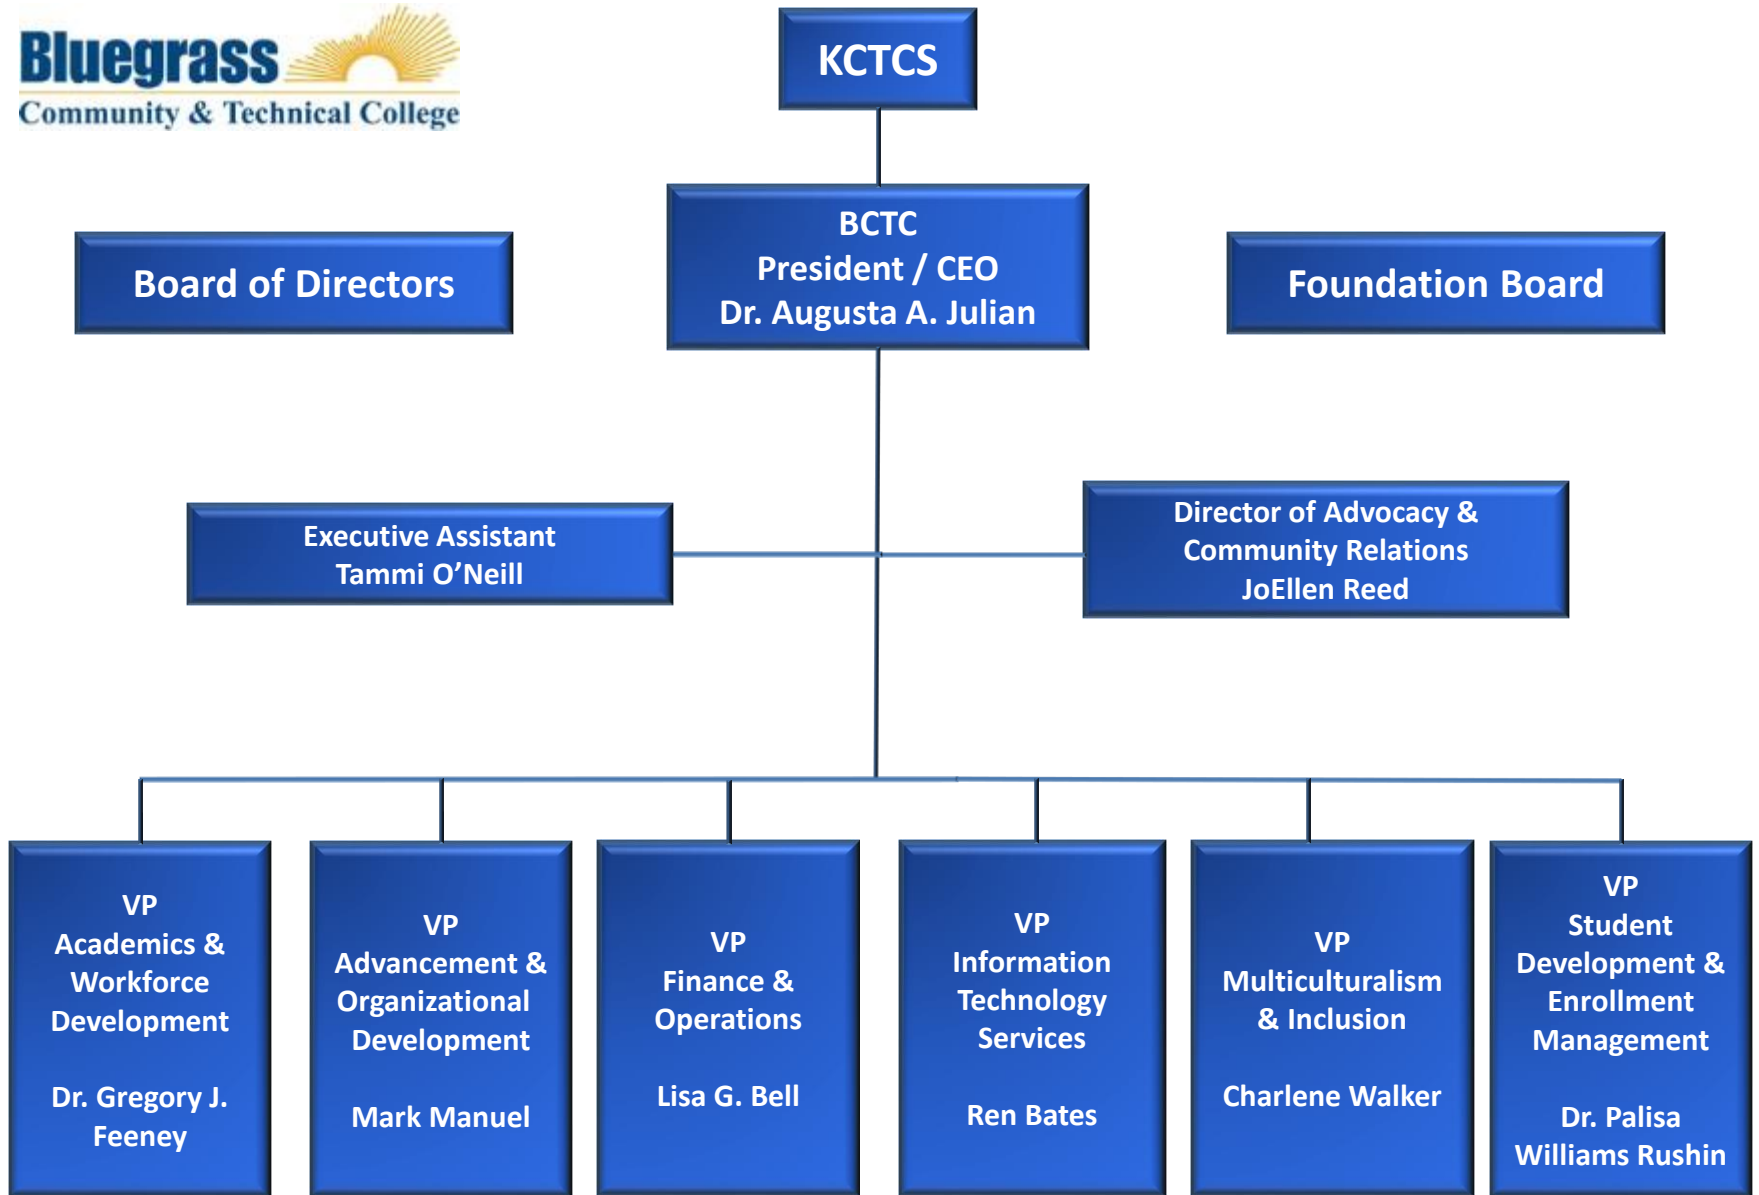 Bluegrass
Community & Technical College
KCTCS
BCTC
President / CEO
Dr. Augusta A. Julian
Board of Directors
Foundation Board
Executive Assistant
Tammi O’Neill
Director of Advocacy &
Community Relations
JoEllen Reed
VP
Academics &
Workforce
Development
Dr. Gregory J.
Feeney
VP
Advancement &
Organizational
Development
Mark Manuel
VP
Finance &
Operations
Lisa G. Bell
VP
Information
Technology
Services
Ren Bates
VP
Multiculturalism
& Inclusion
Charlene Walker
VP
Student
Development &
Enrollment
Management
Dr. Palisa
Williams Rushin